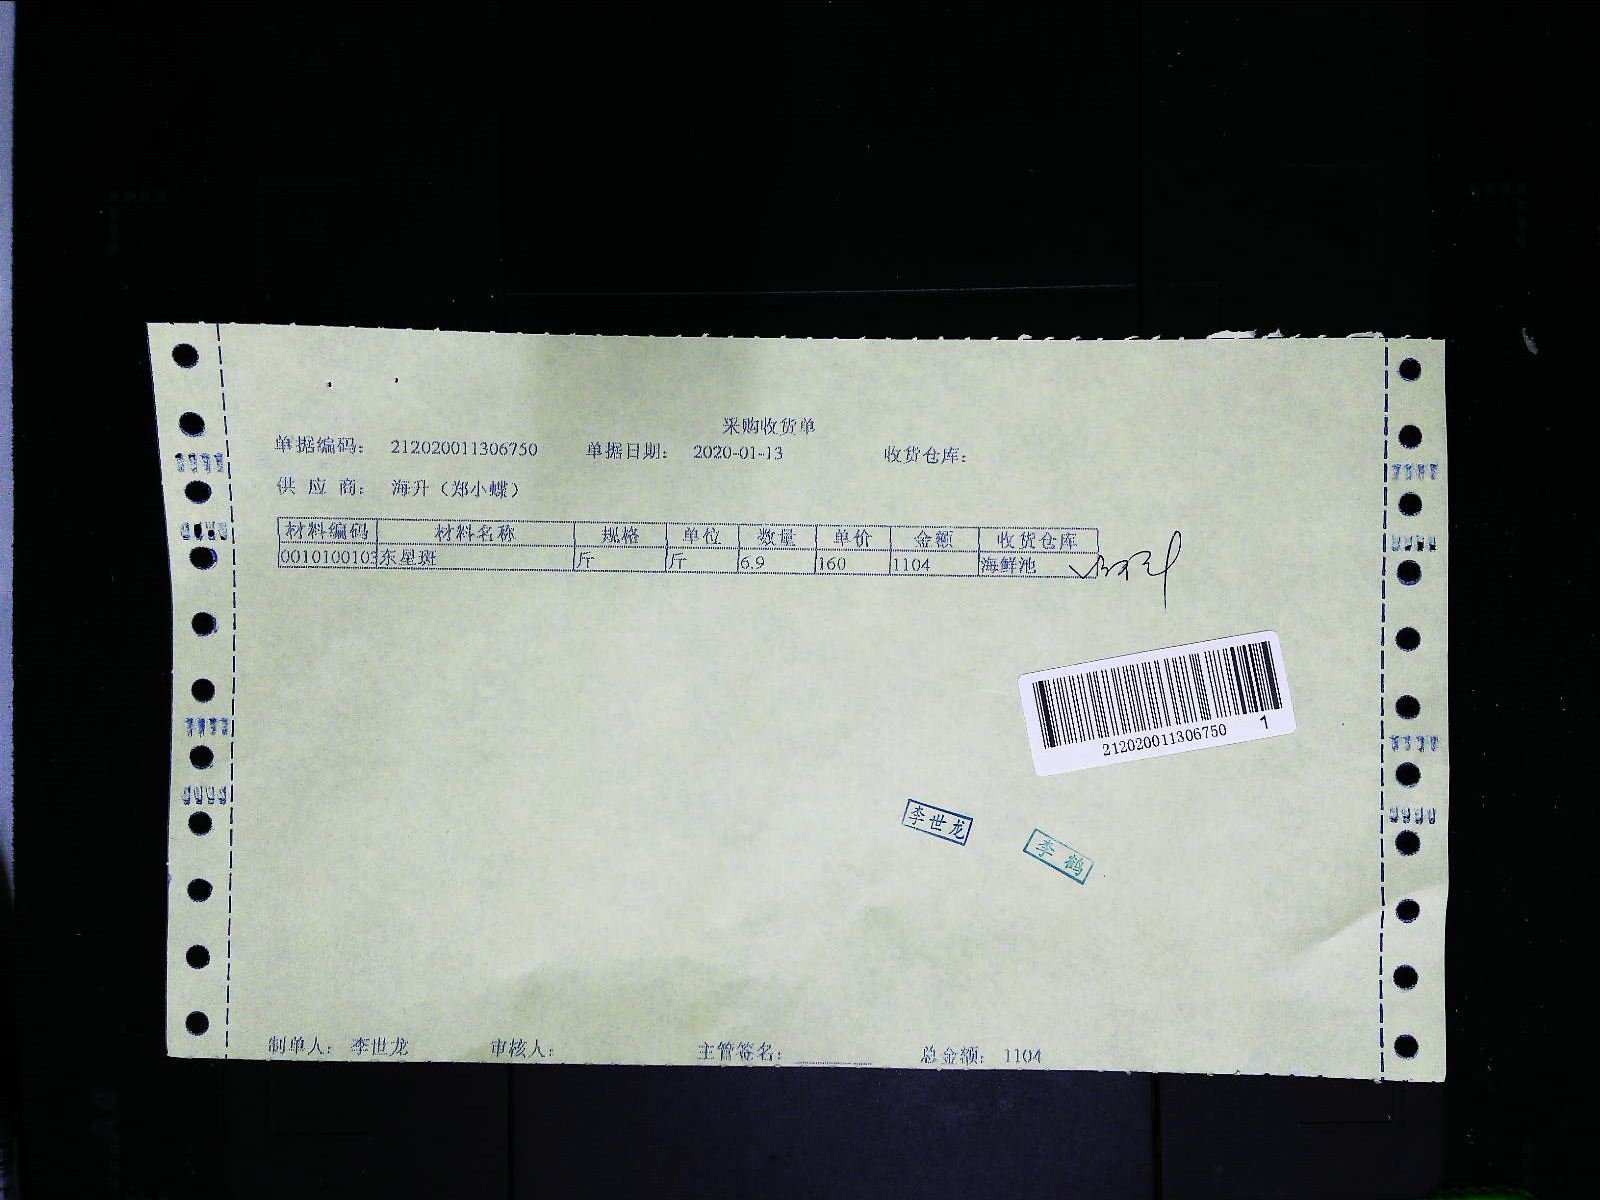 采购收货单
单据编码： 212020011306750 单据日期： 2020-01-13 收货仓库：
供 应 商： 海升（郑小蝶）
材料编码 材料名称 规格 单位 数量 单价 金额 收货仓库
0010100103 东星斑 斤 斤 6.9 160 1104 海鲜池
212020011306750 1
李世龙
李鹤
制单人： 李世龙 审核人： 主管签名： 总金额： 1104